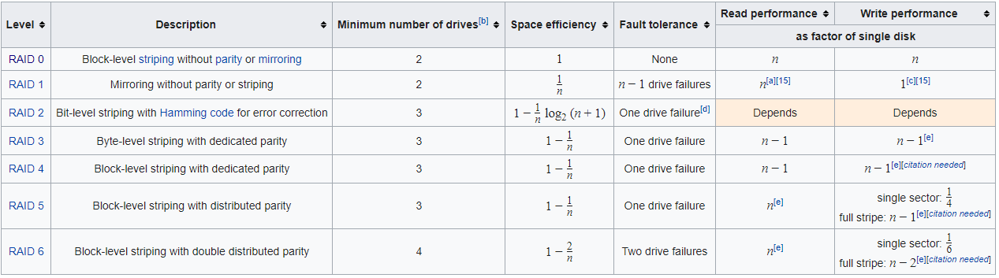 Level Description Minimum number of drives[b] Space efficiency Fault tolerance Read performance Write performance
as factor of single disk
RAID 0 Block-level striping without parity or mirroring 2 1 None n n
RAID 1 Mirroring without parity or striping 2 1/n n − 1 drive failures n[a][15] 1[c][15]
RAID 2 Bit-level striping with Hamming code for error correction 3 1 − 1/n log2 (n + 1) One drive failure[d] Depends Depends
RAID 3 Byte-level striping with dedicated parity 3 1 − 1/n One drive failure n − 1 n − 1[e]
RAID 4 Block-level striping with dedicated parity 3 1 − 1/n One drive failure n − 1 n − 1[e][citation needed]
RAID 5 Block-level striping with distributed parity 3 1 − 1/n One drive failure n[e] single sector: 1/4
full stripe: n − 1[e][citation needed]
RAID 6 Block-level striping with double distributed parity 4 1 − 2/n Two drive failures n[e] single sector: 1/6
full stripe: n − 2[e][citation needed]